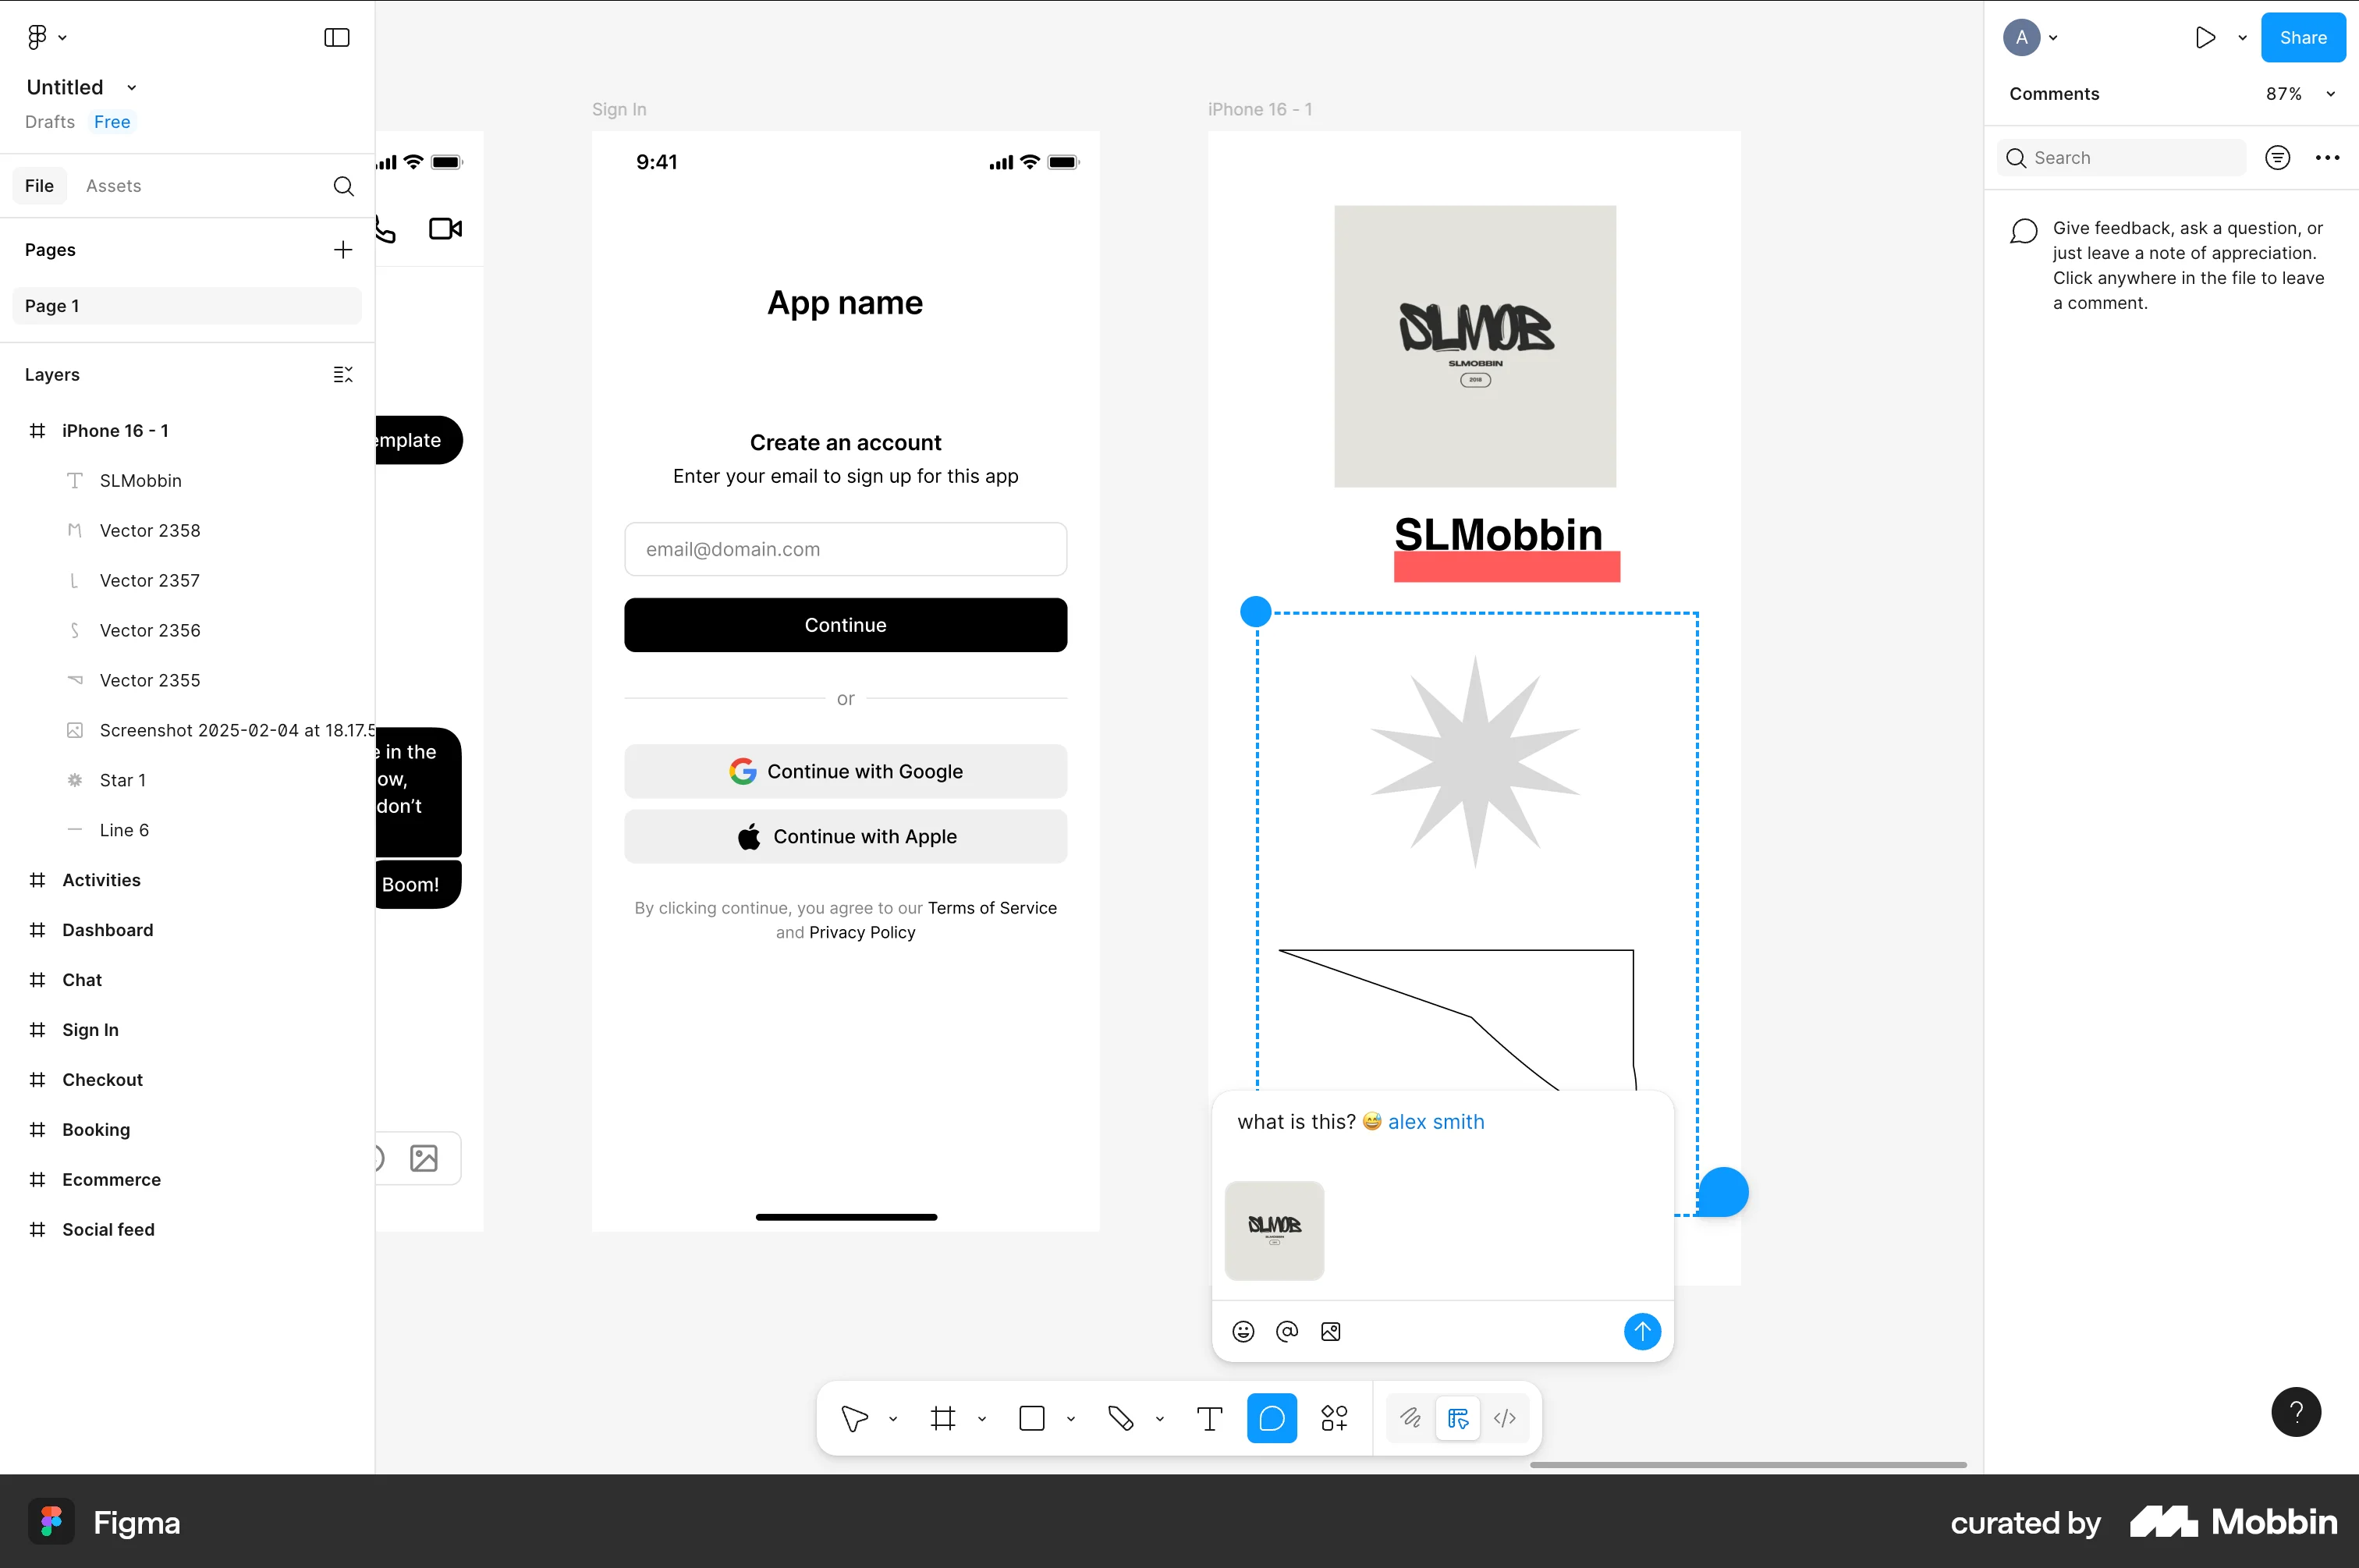 Untitled
Drafts Free
File Assets
Pages
Page 1
Layers
iPhone 16 - 1
SLMobbin
Vector 2358
Vector 2357
Vector 2356
Vector 2355
Screenshot 2025-02-04 at 18.17.5
Star 1
Line 6
Activities
Dashboard
Chat
Sign In
Checkout
Booking
Ecommerce
Social feed
emplate
e in the
ow,
don’t
Boom!
Sign In
9:41
App name
Create an account
Enter your email to sign up for this app
email@domain.com
Continue
or
Continue with Google
Continue with Apple
By clicking continue, you agree to our Terms of Service
and Privacy Policy
iPhone 16 - 1
SLMOB
SLMOBBIN
2018
SLMobbin
what is this? 😅 alex smith
SLMOB
A
Share
Comments 87%
Search
Give feedback, ask a question, or
just leave a note of appreciation.
Click anywhere in the file to leave
a comment.
?
Figma
curated by Mobbin